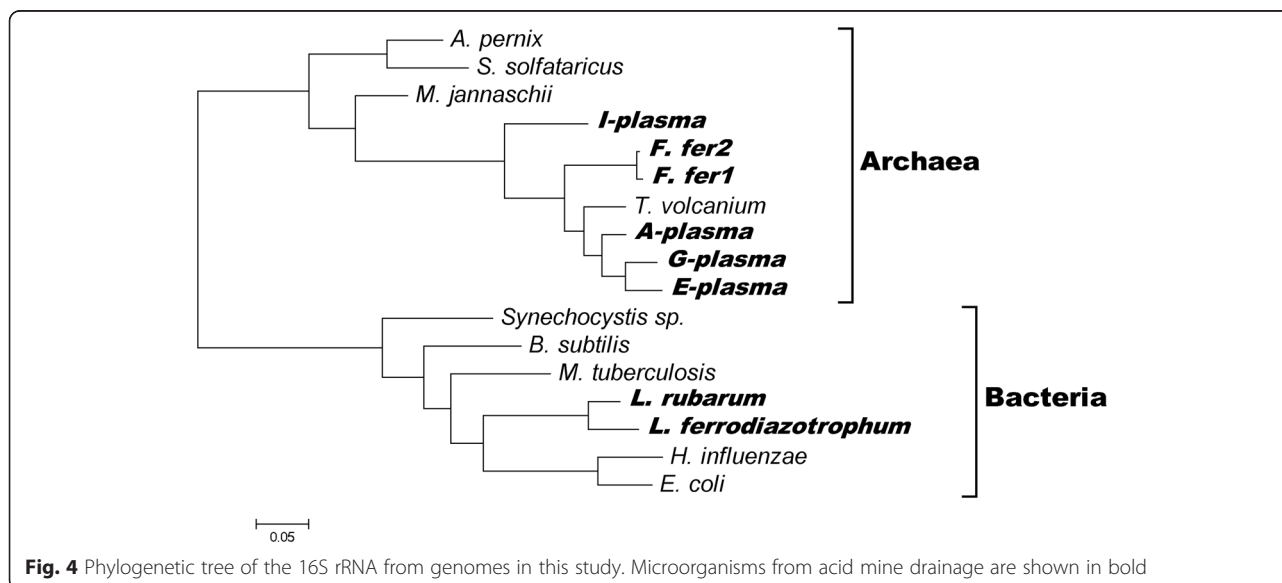 A. pernix
S. solfataricus
M. jannaschii
I-plasma
F. fer2
F. fer1
Archaea
T. volcanium
A-plasma
G-plasma
E-plasma
Synechocystis sp.
B. subtilis
M. tuberculosis
L. rubarum
Bacteria
L. ferrodiazotrophum
H. influenzae
E. coli
0.05
Fig. 4 Phylogenetic tree of the 16S rRNA from genomes in this study. Microorganisms from acid mine drainage are shown in bold